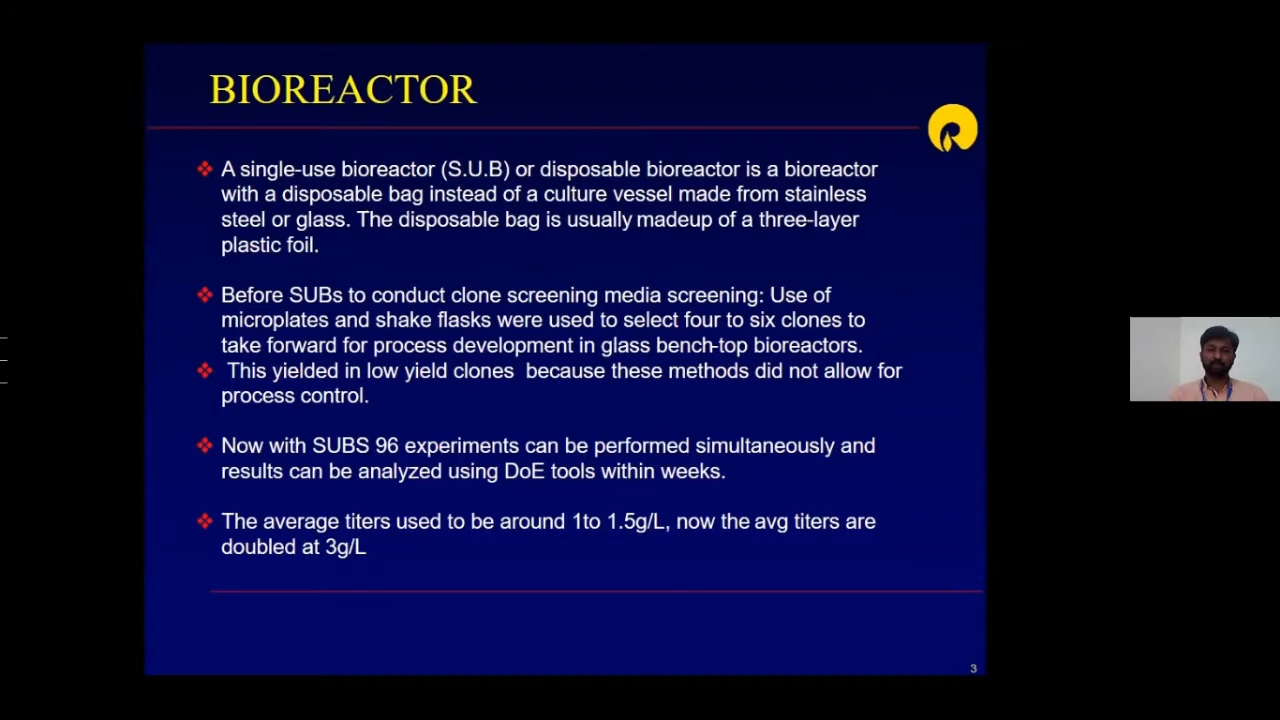 BIOREACTOR
A single-use bioreactor (S.U.B) or disposable bioreactor is a bioreactor
with a disposable bag instead of a culture vessel made from stainless
steel or glass. The disposable bag is usually madeup of a three-layer
plastic foil.
Before SUBs to conduct clone screening media screening: Use of
microplates and shake flasks were used to select four to six clones to
take forward for process development in glass bench-top bioreactors.
This yielded in low yield clones because these methods did not allow for
process control.
Now with SUBS 96 experiments can be performed simultaneously and
results can be analyzed using DoE tools within weeks.
The average titers used to be around 1to 1.5g/L, now the avg titers are
doubled at 3g/L
3